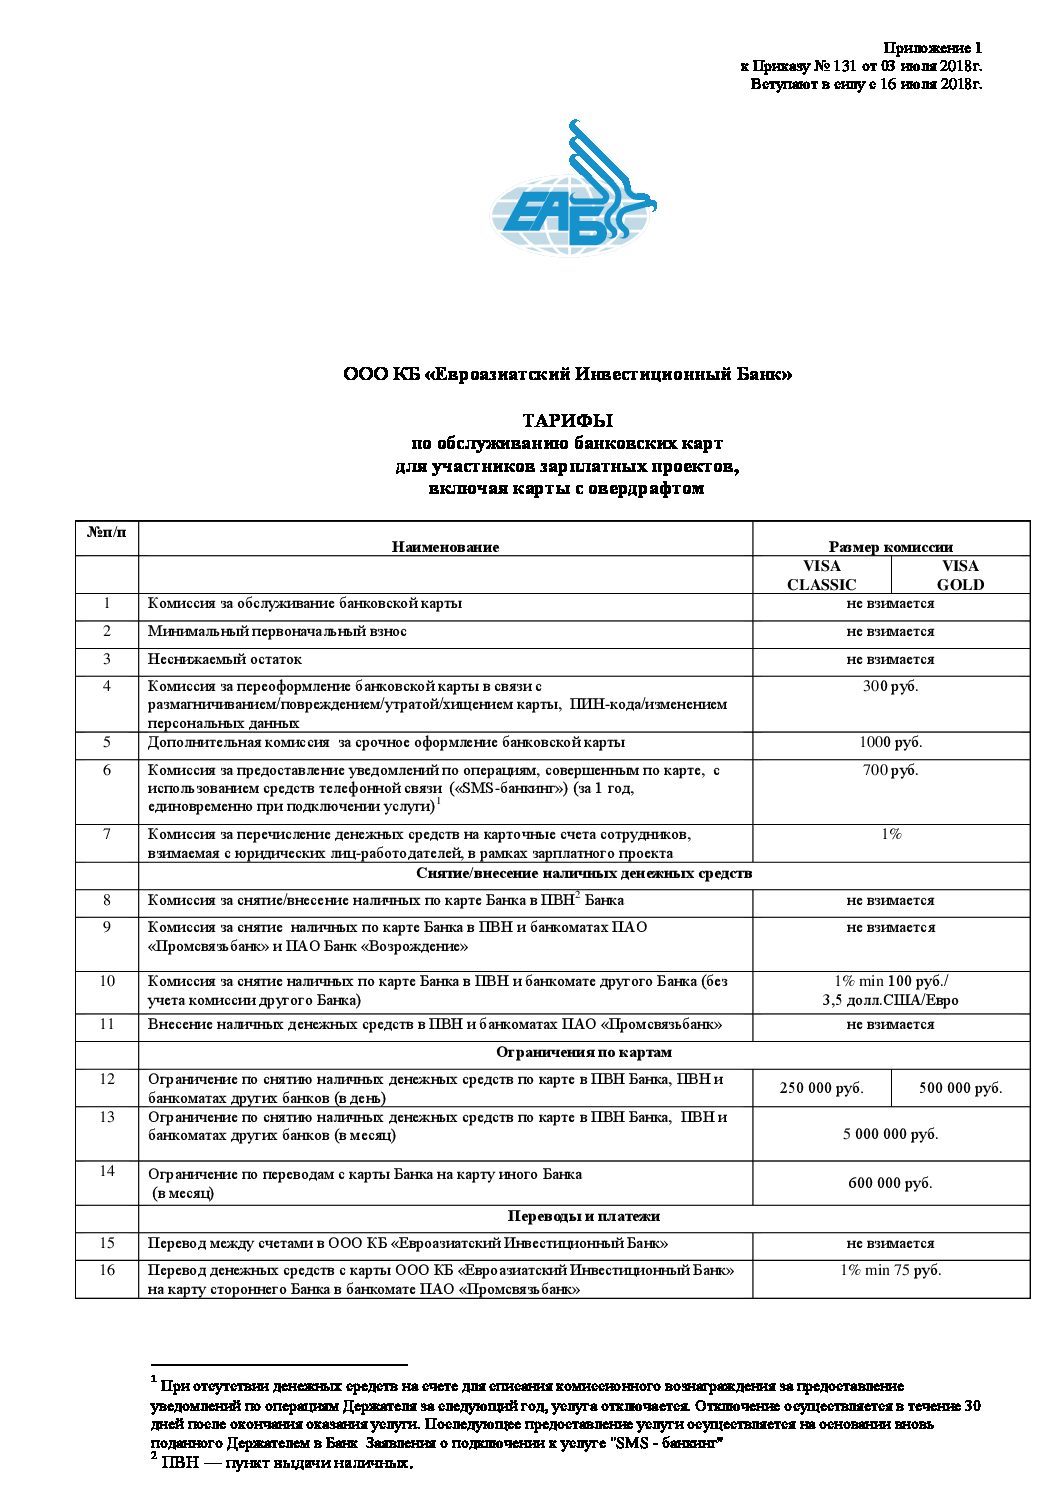 Приложение 1
к Приказу № 131 от 03 июля 2018г.
Вступают в силу с 16 июля 2018г.
ЕАБ
ООО КБ «Евроазиатский Инвестиционный Банк»
ТАРИФЫ
по обслуживанию банковских карт
для участников зарплатных проектов,
включая карты с овердрафтом
№п/п
Наименование Размер комиссии
VISA CLASSIC VISA GOLD
1 Комиссия за обслуживание банковской карты не взимается
2 Минимальный первоначальный взнос не взимается
3 Неснижаемый остаток не взимается
4 Комиссия за переоформление банковской карты в связи с 300 руб.
размагничиванием/повреждением/утратой/хищением карты, ПИН-кода/изменением
персональных данных
5 Дополнительная комиссия за срочное оформление банковской карты 1000 руб.
6 Комиссия за предоставление уведомлений по операциям, совершенным по карте, с 700 руб.
использованием средств телефонной связи («SMS-банкинг») (за 1 год,
единовременно при подключении услуги)1
7 Комиссия за перечисление денежных средств на карточные счета сотрудников, 1%
взимаемая с юридических лиц-работодателей, в рамках зарплатного проекта
Снятие/внесение наличных денежных средств
8 Комиссия за снятие/внесение наличных по карте Банка в ПВН2 Банка не взимается
9 Комиссия за снятие наличных по карте Банка в ПВН и банкоматах ПАО не взимается
«Промсвязьбанк» и ПАО Банк «Возрождение»
10 Комиссия за снятие наличных по карте Банка в ПВН и банкомате другого Банка (без 1% min 100 руб./
учета комиссии другого Банка) 3,5 долл.США/Евро
11 Внесение наличных денежных средств в ПВН и банкоматах ПАО «Промсвязьбанк» не взимается
Ограничения по картам
12 Ограничение по снятию наличных денежных средств по карте в ПВН Банка, ПВН и 250 000 руб. 500 000 руб.
банкоматах других банков (в день)
13 Ограничение по снятию наличных денежных средств по карте в ПВН Банка, ПВН и
банкоматах других банков (в месяц) 5 000 000 руб.
14 Ограничение по переводам с карты Банка на карту иного Банка 600 000 руб.
(в месяц)
Переводы и платежи
15 Перевод между счетами в ООО КБ «Евроазиатский Инвестиционный Банк» не взимается
16 Перевод денежных средств с карты ООО КБ «Евроазиатский Инвестиционный Банк» 1% min 75 руб.
на карту стороннего Банка в банкомате ПАО «Промсвязьбанк»
1 При отсутствии денежных средств на счете для списания комиссионного вознаграждения за предоставление
уведомлений по операциям Держателя за следующий год, услуга отключается. Отключение осуществляется в течение 30
дней после окончания оказания услуги. Последующее предоставление услуги осуществляется на основании вновь
поданного Держателем в Банк Заявления о подключении к услуге "SMS - банкинг"
2 ПВН — пункт выдачи наличных.